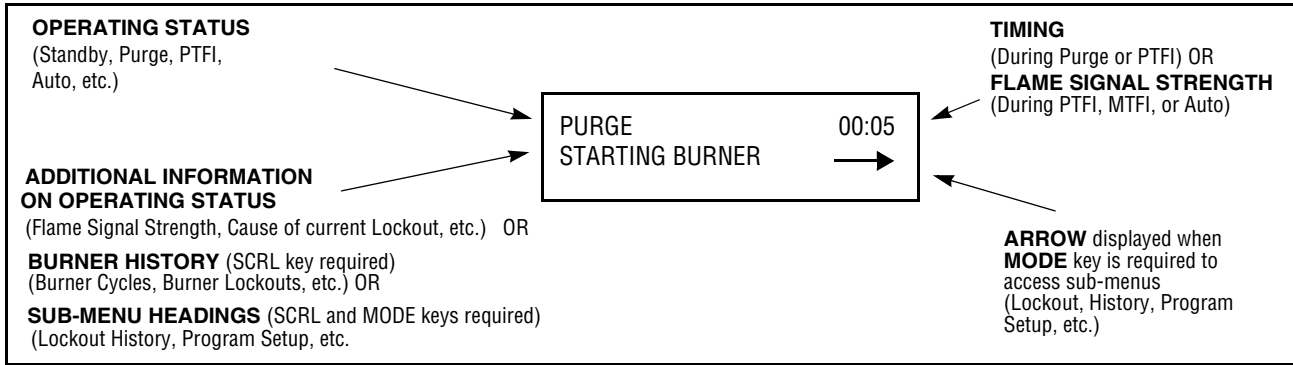 OPERATING STATUS
(Standby, Purge, PTFI,
Auto, etc.)
ADDITIONAL INFORMATION
ON OPERATING STATUS
(Flame Signal Strength, Cause of current Lockout, etc.) OR
BURNER HISTORY (SCRL key required)
(Burner Cycles, Burner Lockouts, etc.) OR
SUB-MENU HEADINGS (SCRL and MODE keys required)
(Lockout History, Program Setup, etc.
PURGE 00:05
STARTING BURNER
TIMING
(During Purge or PTFI) OR
FLAME SIGNAL STRENGTH
(During PTFI, MTFI, or Auto)
ARROW displayed when
MODE key is required to
access sub-menus
(Lockout, History, Program
Setup, etc.)